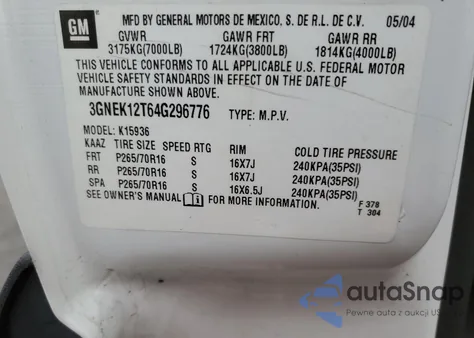 GM
MFD BY GENERAL MOTORS DE MEXICO, S. DE R.L. DE C.V. 05/04
GVWR GAWR FRT GAWR RR
3175KG(7000LB) 1724KG(3800LB) 1814KG(4000LB)
THIS VEHICLE CONFORMS TO ALL APPLICABLE U.S. FEDERAL MOTOR
VEHICLE SAFETY STANDARDS IN EFFECT ON THE DATE OF
MANUFACTURE SHOWN ABOVE.
3GNEK12T64G296776 TYPE: M.P.V.
MODEL: K15936
KAAZ TIRE SIZE SPEED RTG RIM COLD TIRE PRESSURE
FRT P265/70R16 S 16X7J 240KPA(35PSI)
RR P265/70R16 S 16X7J 240KPA(35PSI)
SPA P265/70R16 S 16X6.5J 240KPA(35PSI)
SEE OWNER'S MANUAL FOR MORE INFORMATION.
F 378
T 304
autoSnap
Pewne auta z aukcji USA